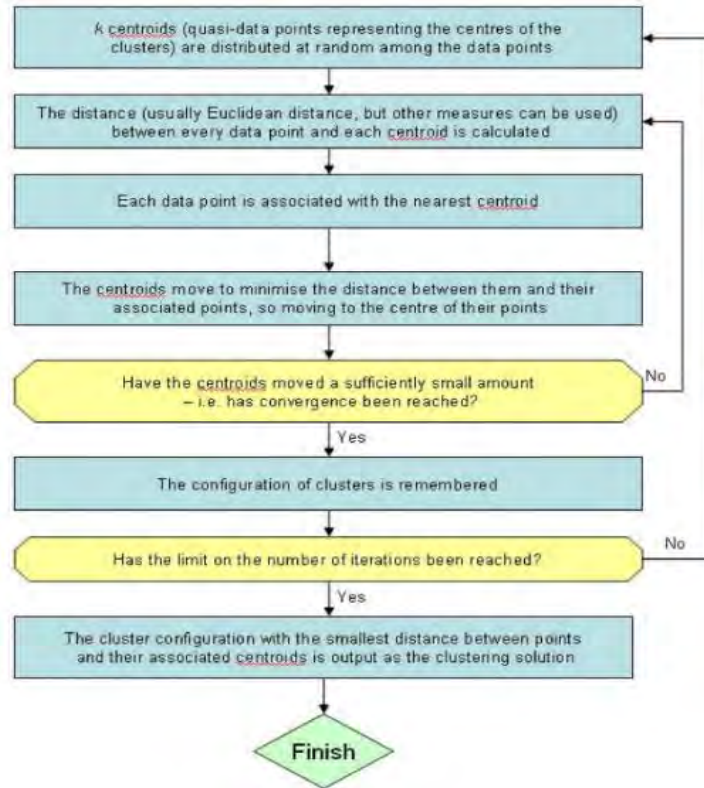 k centroids (quasi-data points representing the centres of the
clusters) are distributed at random among the data points
The distance (usually Euclidean distance, but other measures can be used)
between every data point and each centroid is calculated
Each data point is associated with the nearest centroid
The centroids move to minimise the distance between them and their
associated points, so moving to the centre of their points
Have the centroids moved a sufficiently small amount
– i.e. has convergence been reached?
No
Yes
The configuration of clusters is remembered
Has the limit on the number of iterations been reached?
No
Yes
The cluster configuration with the smallest distance between points
and their associated centroids is output as the clustering solution
Finish